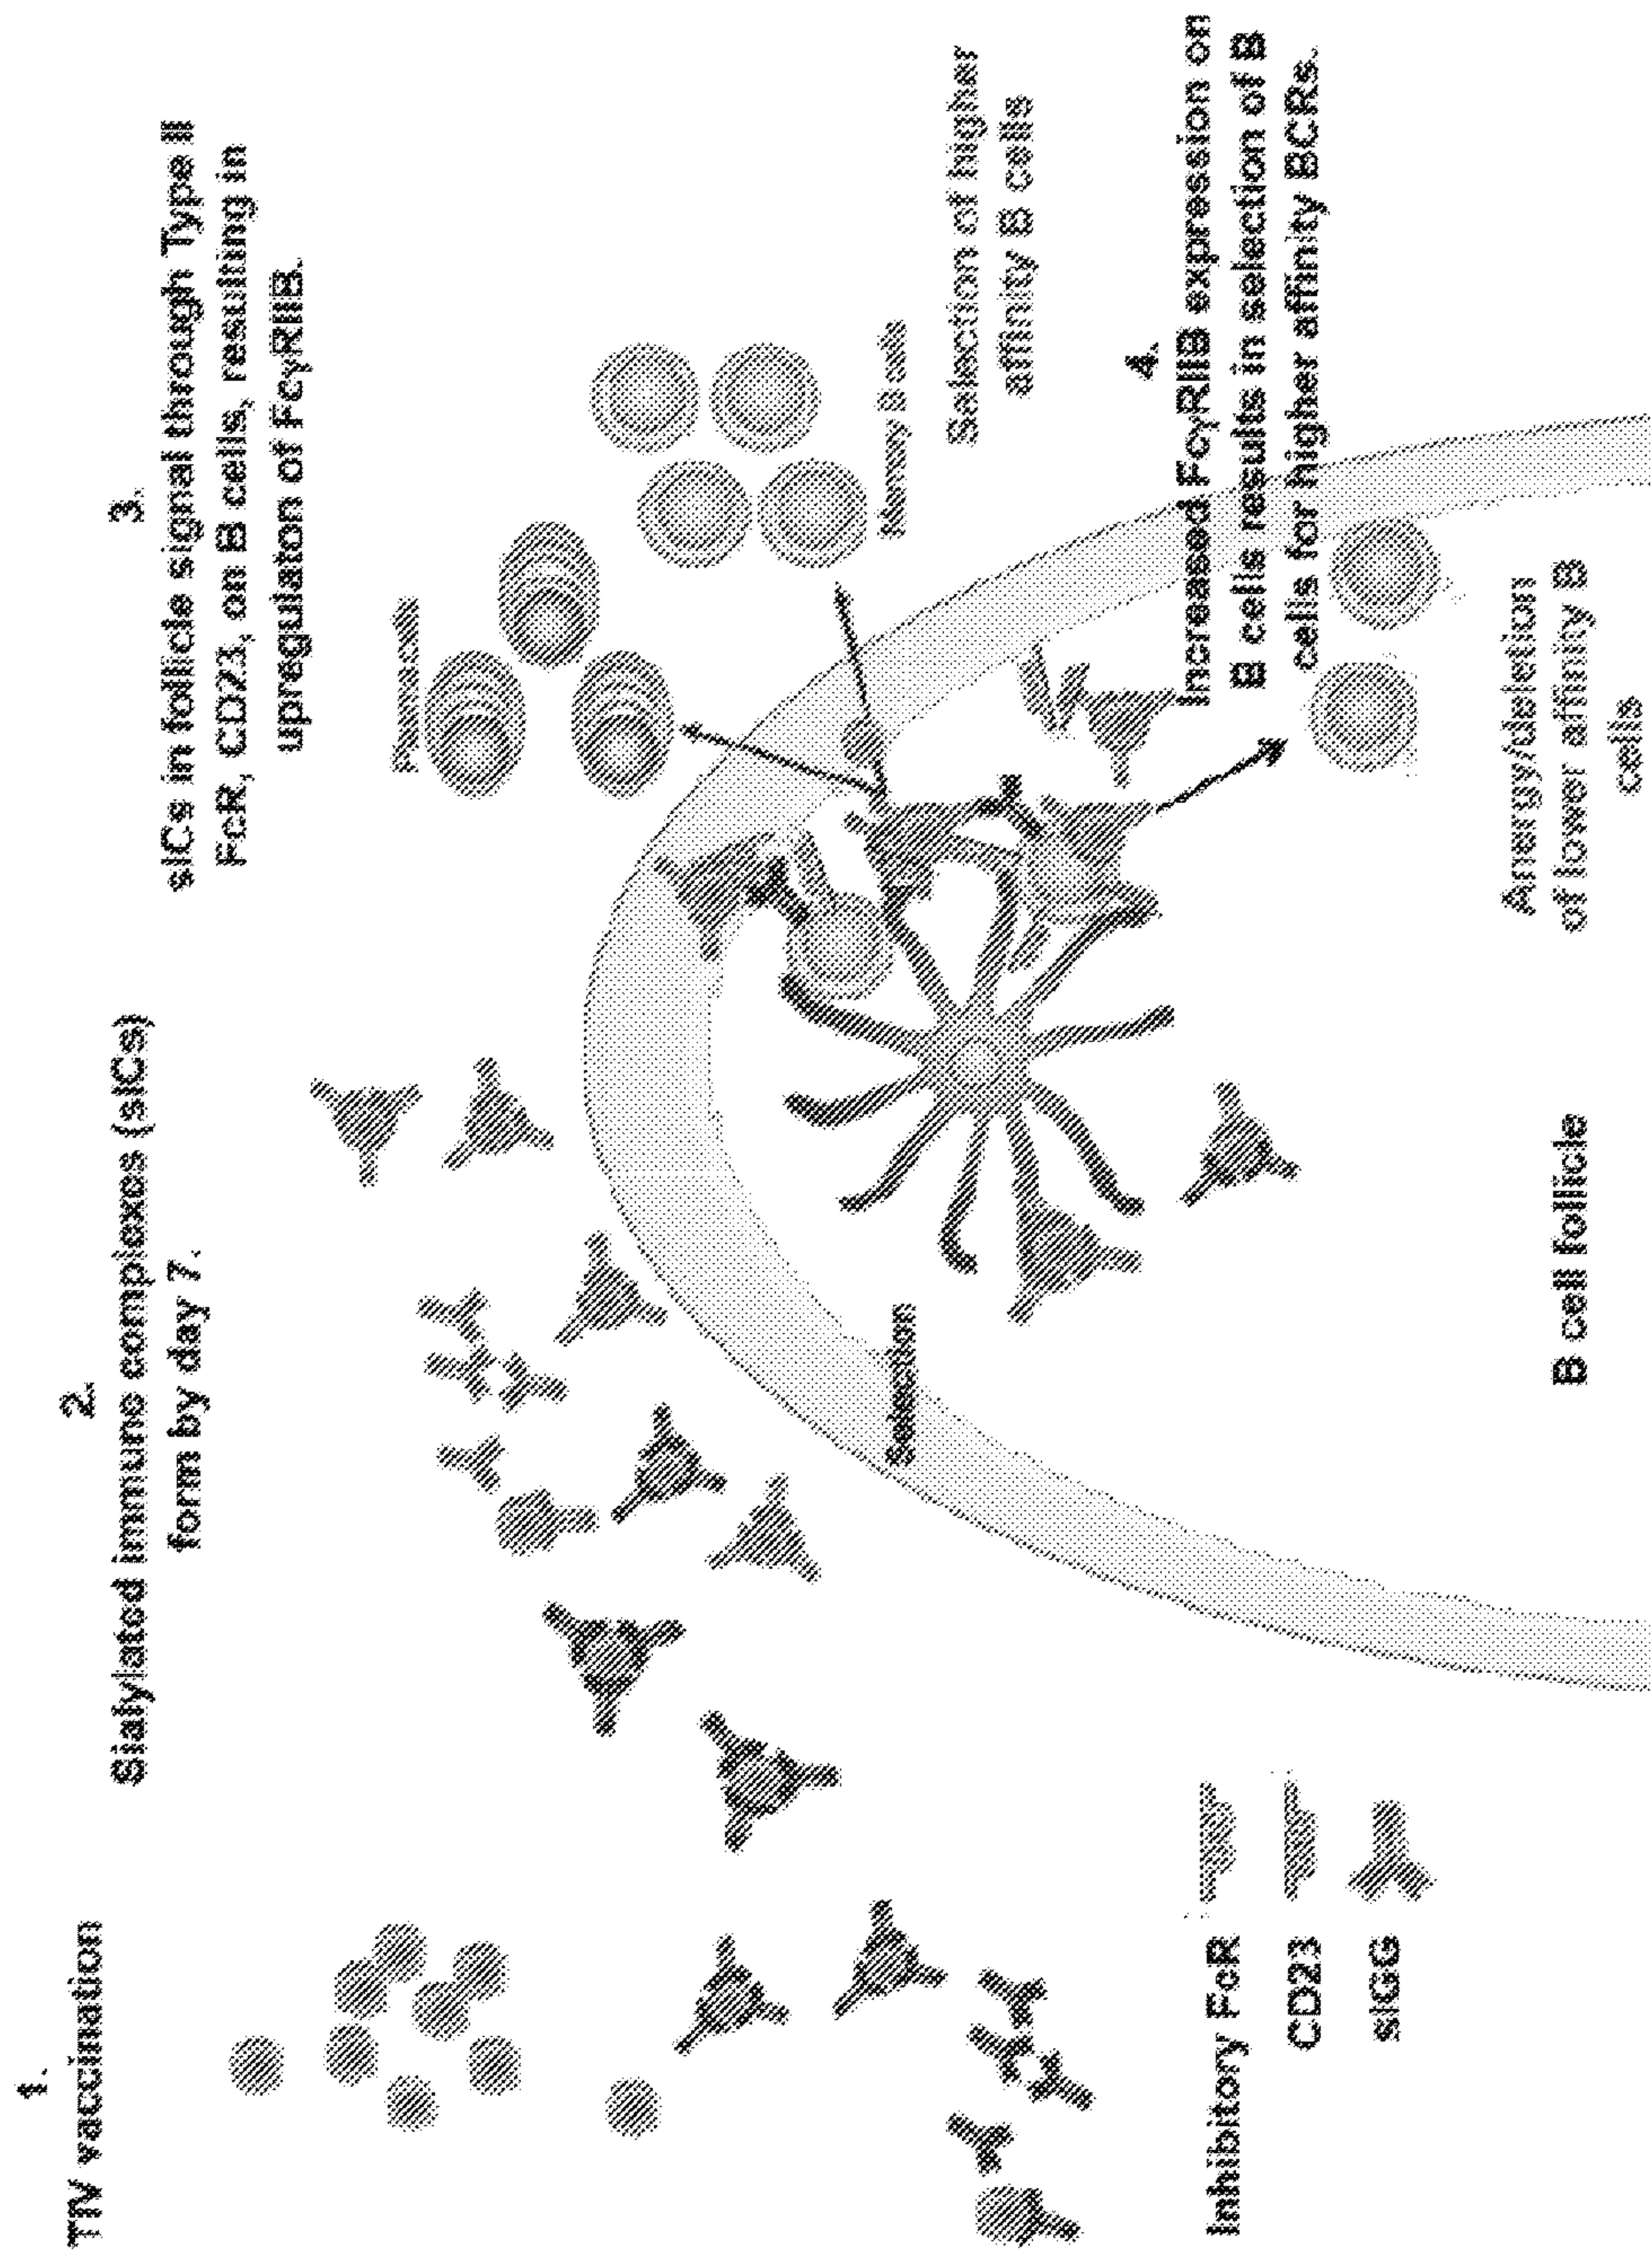 1.
TIV vaccination
2.
Sialylated immune complexes (sICs)
form by day 7.
3.
sICs in follicle signal through Type II
FcR, CD23, on B cells, resulting in
upregulaton of FcγRIIB.
Plasmablasts
Memory B cells
Selection of higher
affinity B cells
4.
Increased FcγRIIB expression on
B cells results in selection of B
cells for higher affinity BCRs.
Selection
Anergy/deletion
of lower affinity B
cells
B cell follicle
Inhibitory FcR
CD23
sIGG